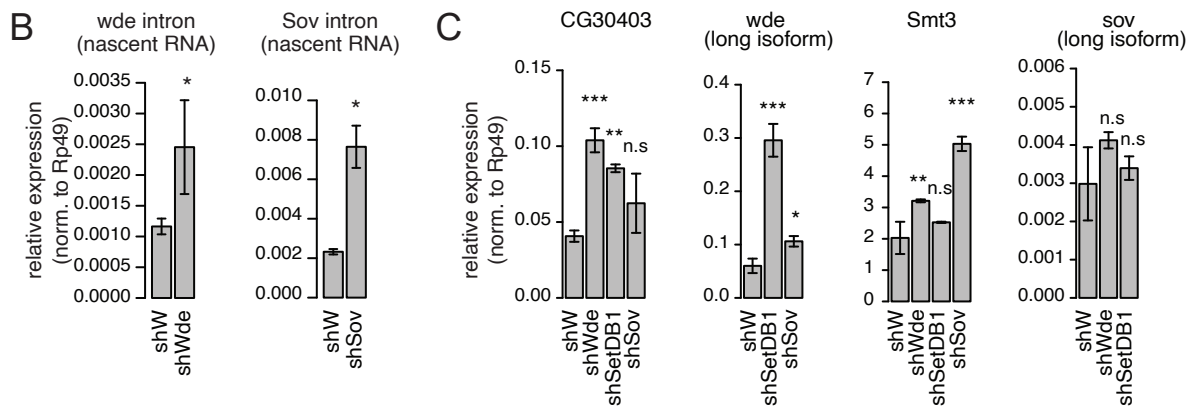 B
wde intron
(nascent RNA)
relative expression
(norm. to Rp49)
0.0035
0.0030
0.0025
0.0020
0.0015
0.0010
0.0005
0.0000
*
shW
shWde
Sov intron
(nascent RNA)
0.010
0.008
0.006
0.004
0.002
0.000
*
shW
shSov
C
relative expression
(norm. to Rp49)
CG30403
0.15
0.10
0.05
0.00
***
**
n.s
shW
shWde
shSetDB1
shSov
wde
(long isoform)
0.4
0.3
0.2
0.1
0.0
***
*
shW
shSetDB1
shSov
Smt3
7
6
5
4
3
2
1
0
**
n.s
***
shW
shWde
shSetDB1
shSov
sov
(long isoform)
0.006
0.005
0.004
0.003
0.002
0.001
0.000
n.s
n.s
shW
shWde
shSetDB1